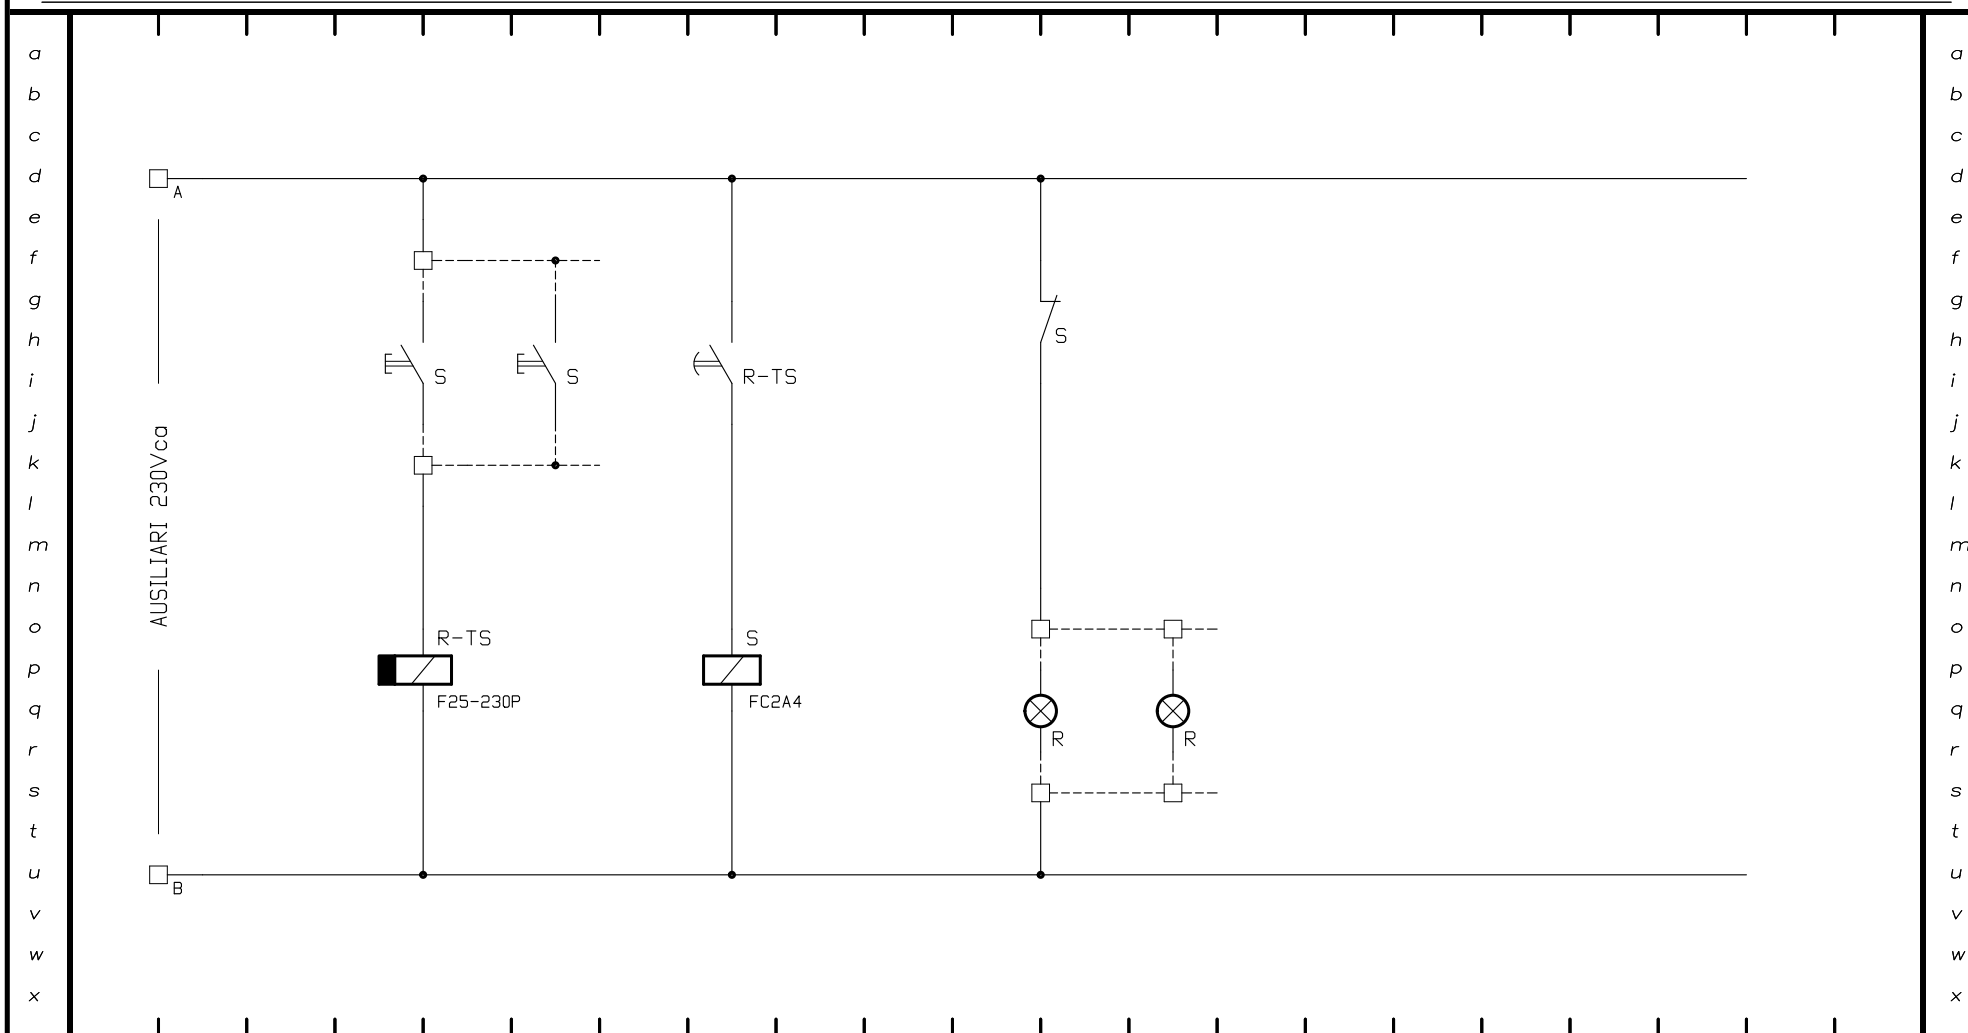 a a
b b
c c
d d
A
e e
f f
g g
S
h h
S S R-TS
i i
j j
k k
AUSILIARI 230Vca
l l
m m
n n
o o
R-TS S
p p
F25-230P FC2A4
q q
R R
r r
s s
t t
u u
B
v v
w w
x x